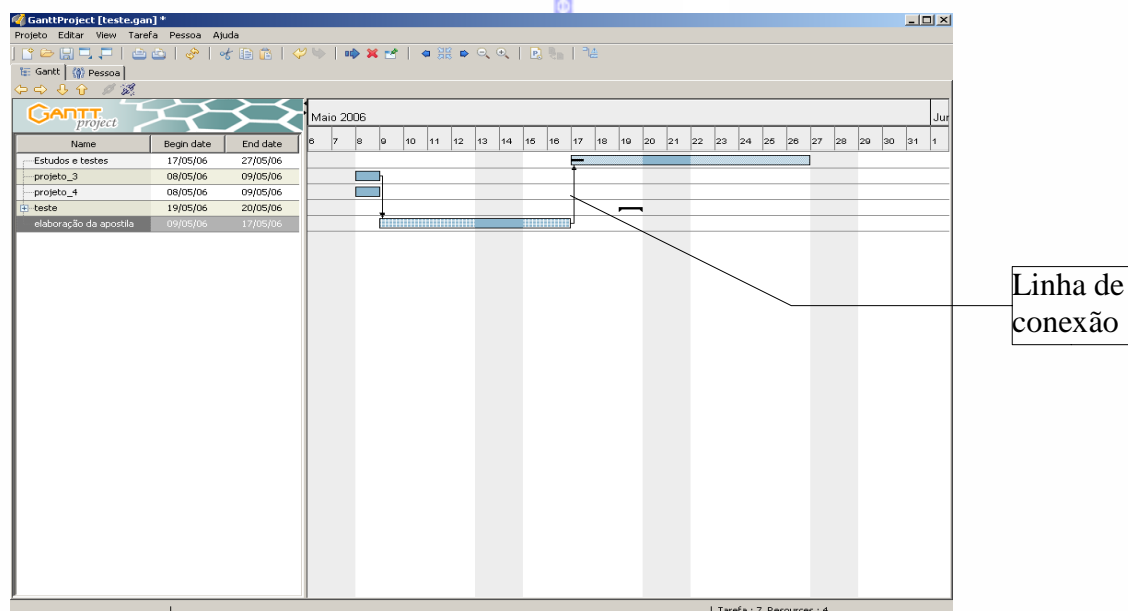 GanttProject [teste.gan] *
Projeto Editar View Tarefa Pessoa Ajuda
Gantt Pessoa
GANTT project
Maio 2006 Jur
Name Begin date End date 6 7 8 9 10 11 12 13 14 15 16 17 18 19 20 21 22 23 24 25 26 27 28 29 30 31 1
Estudos e testes 17/05/06 27/05/06
projeto_3 08/05/06 09/05/06
projeto_4 08/05/06 09/05/06
teste 19/05/06 20/05/06
elaboração da apostila 09/05/06 17/05/06
Linha de
conexão
Tarefa : 7 Resources : 4